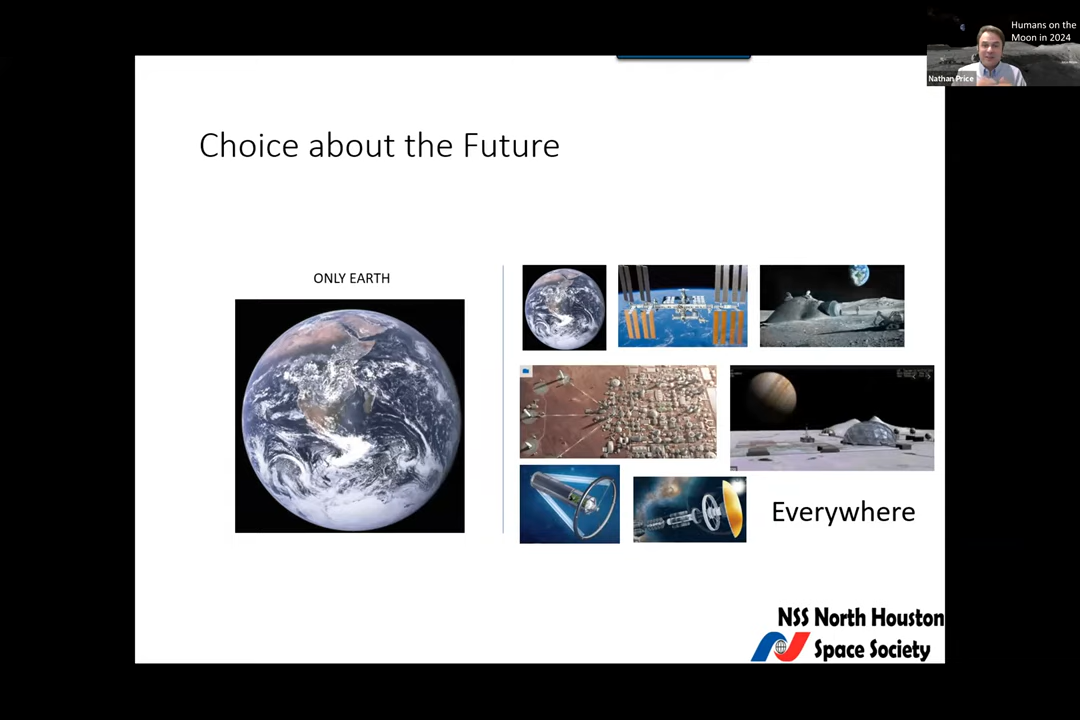 Humans on the
Moon in 2024
Nathan Price
Choice about the Future
ONLY EARTH
Everywhere
NSS North Houston
Space Society